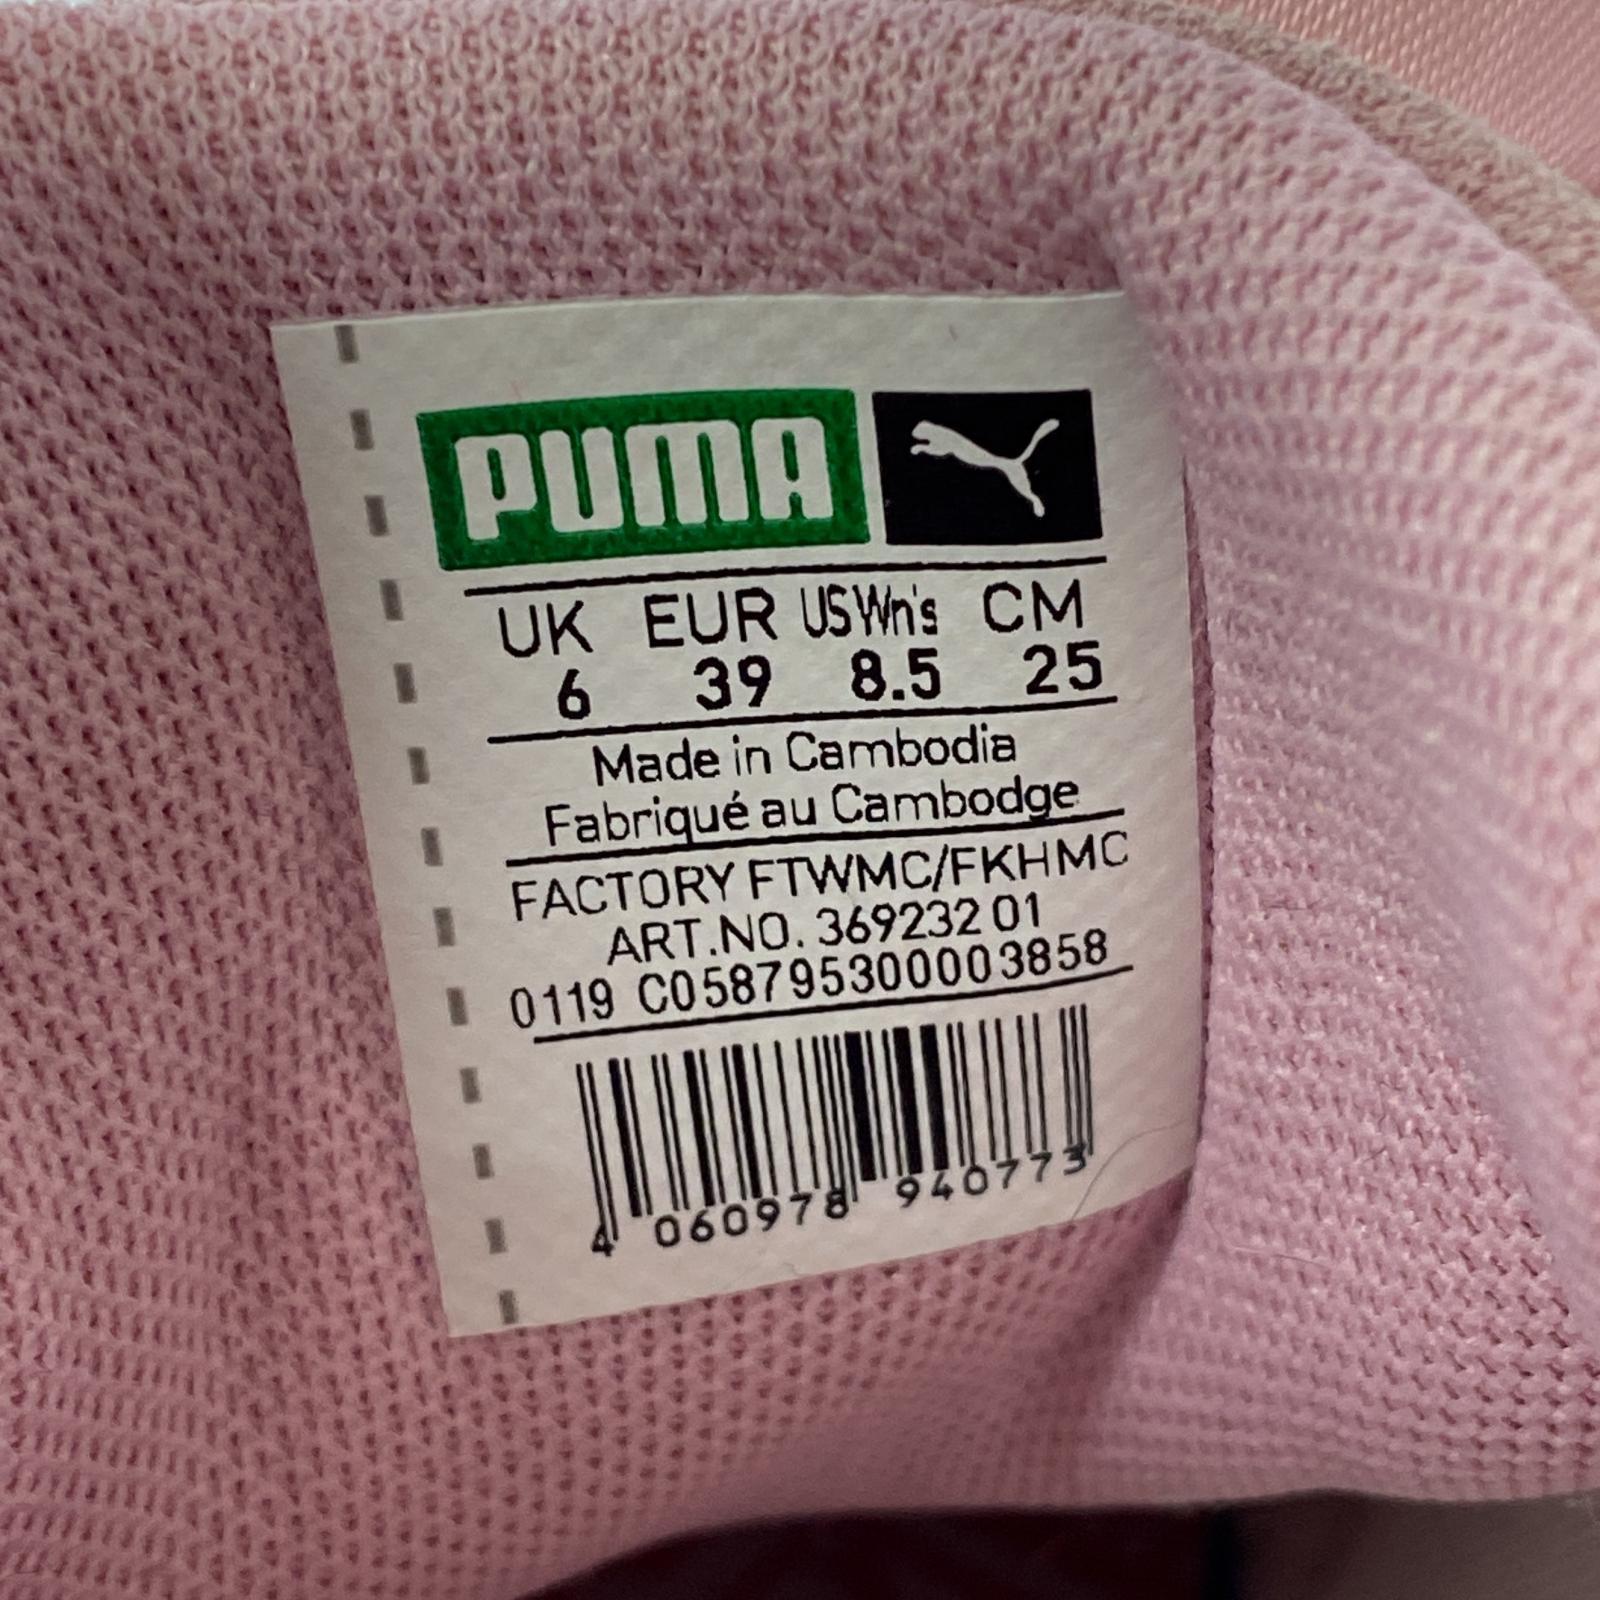 PUMA
UK EUR US Wn's CM
6 39 8.5 25
Made in Cambodia
Fabriqué au Cambodge
FACTORY FTWMC/FKHMC
ART.NO. 369232 01
0119 C0587953000003858
4 060978 940773